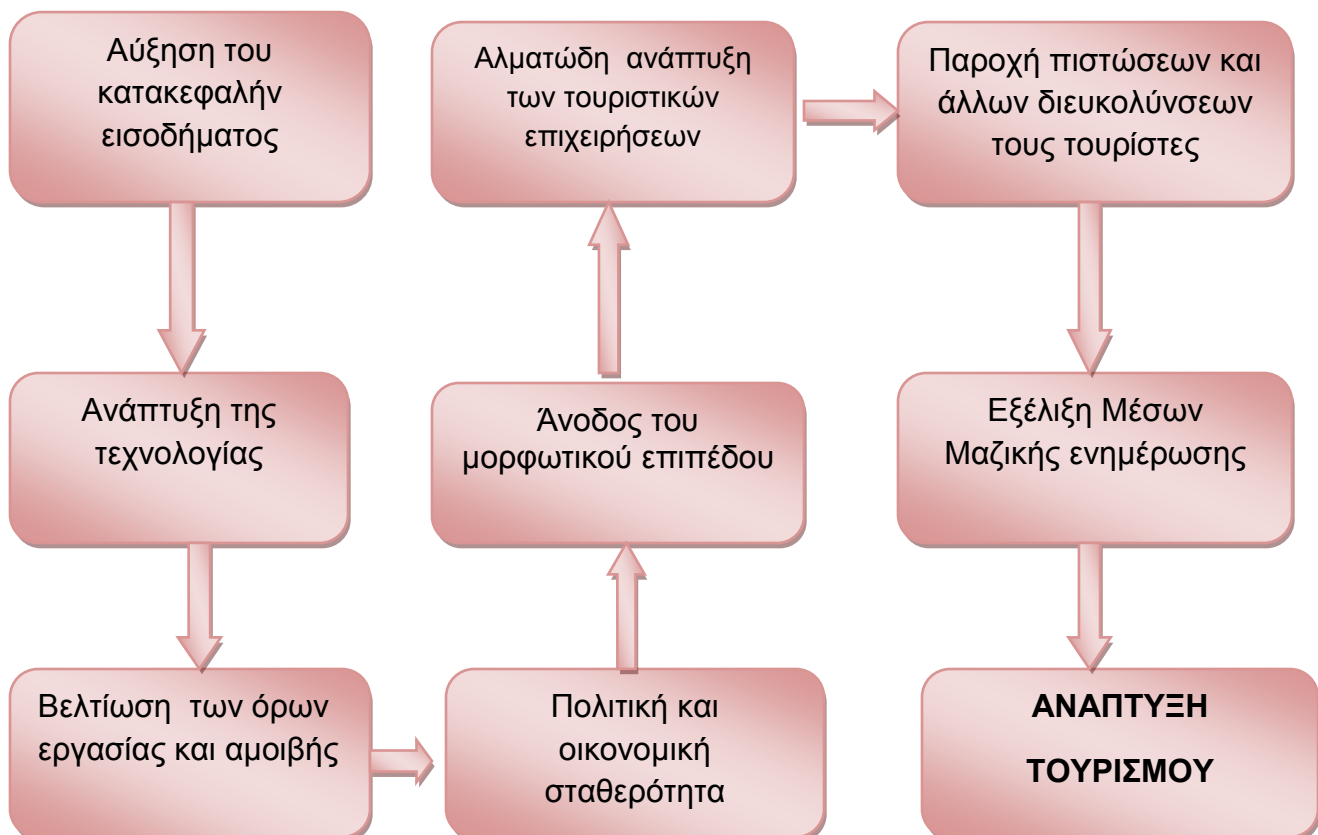 Αύξηση του
κατακεφαλήν
εισοδήματος
Ανάπτυξη της
τεχνολογίας
Βελτίωση των όρων
εργασίας και αμοιβής
Πολιτική και
οικονομική
σταθερότητα
Άνοδος του
μορφωτικού επιπέδου
Αλματώδη ανάπτυξη
των τουριστικών
επιχειρήσεων
Παροχή πιστώσεων και
άλλων διευκολύνσεων
τους τουρίστες
Εξέλιξη Μέσων
Μαζικής ενημέρωσης
ΑΝΑΠΤΥΞΗ
ΤΟΥΡΙΣΜΟΥ